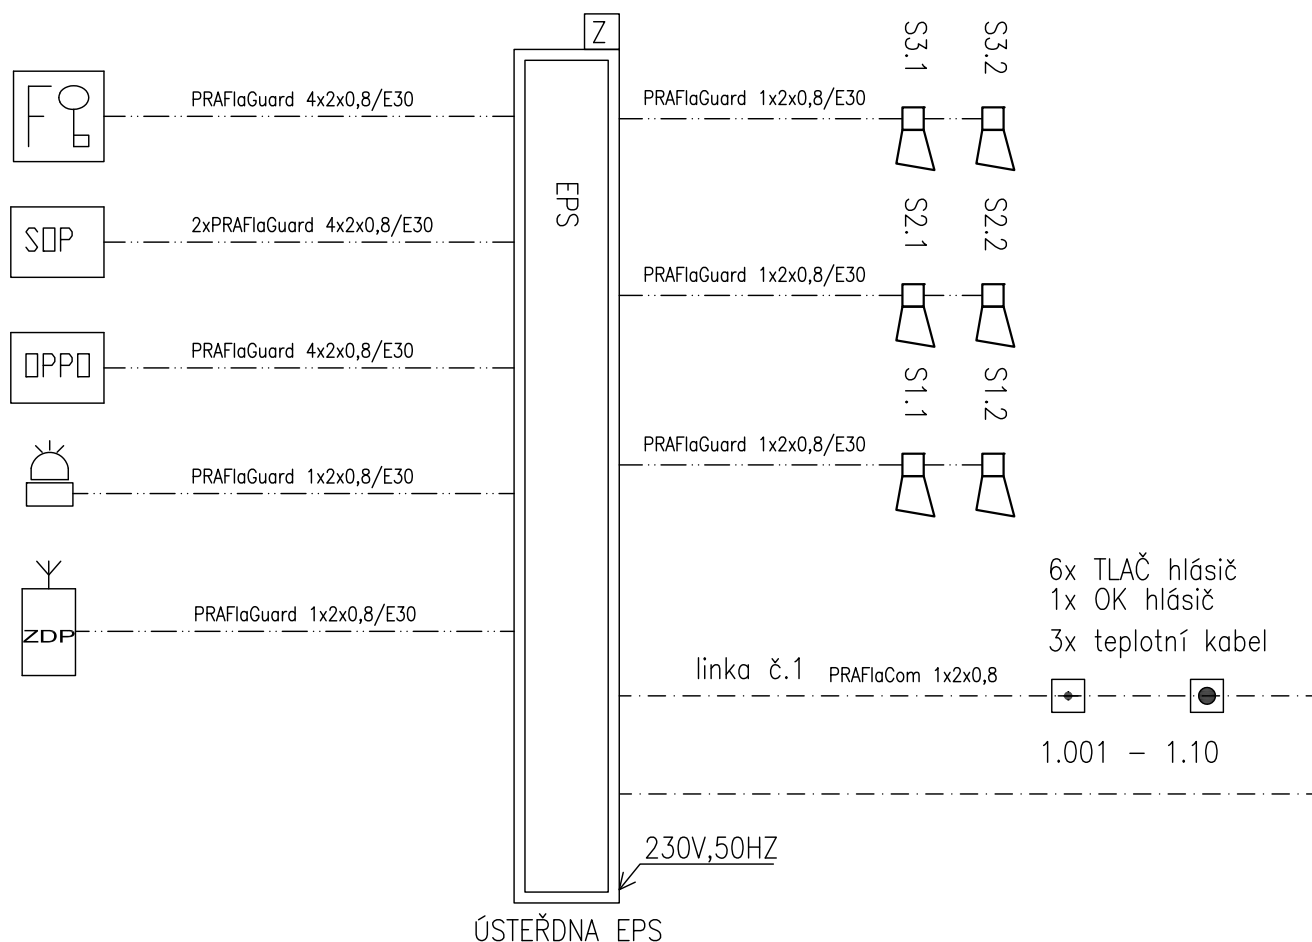 Z
F
PRAFlaGuard 4x2x0,8/E30
SOP
2xPRAFlaGuard 4x2x0,8/E30
OPPO
PRAFlaGuard 4x2x0,8/E30
PRAFlaGuard 1x2x0,8/E30
ZDP
PRAFlaGuard 1x2x0,8/E30
EPS
S3.1
S3.2
PRAFlaGuard 1x2x0,8/E30
S2.1
S2.2
PRAFlaGuard 1x2x0,8/E30
S1.1
S1.2
PRAFlaGuard 1x2x0,8/E30
6x TLAČ hlásič
1x OK hlásič
3x teplotní kabel
linka č.1 PRAFlaCom 1x2x0,8
1.001 – 1.10
230V,50HZ
ÚSTEŘDNA EPS